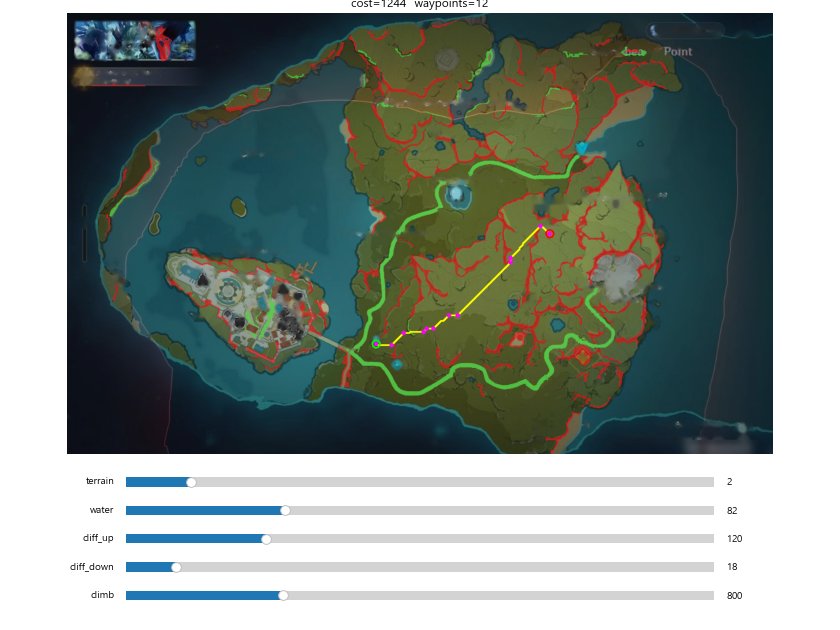 cost=1244 waypoints=12
Point
terrain 2
water 82
diff_up 120
diff_down 18
climb 800